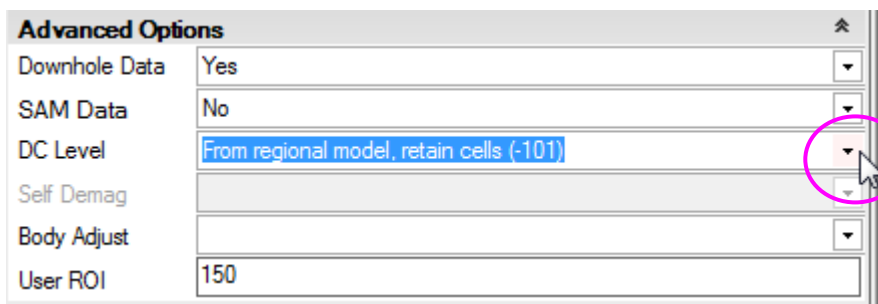 Advanced Options
Downhole Data Yes
SAM Data No
DC Level From regional model, retain cells (-101)
Self Demag
Body Adjust
User ROI 150